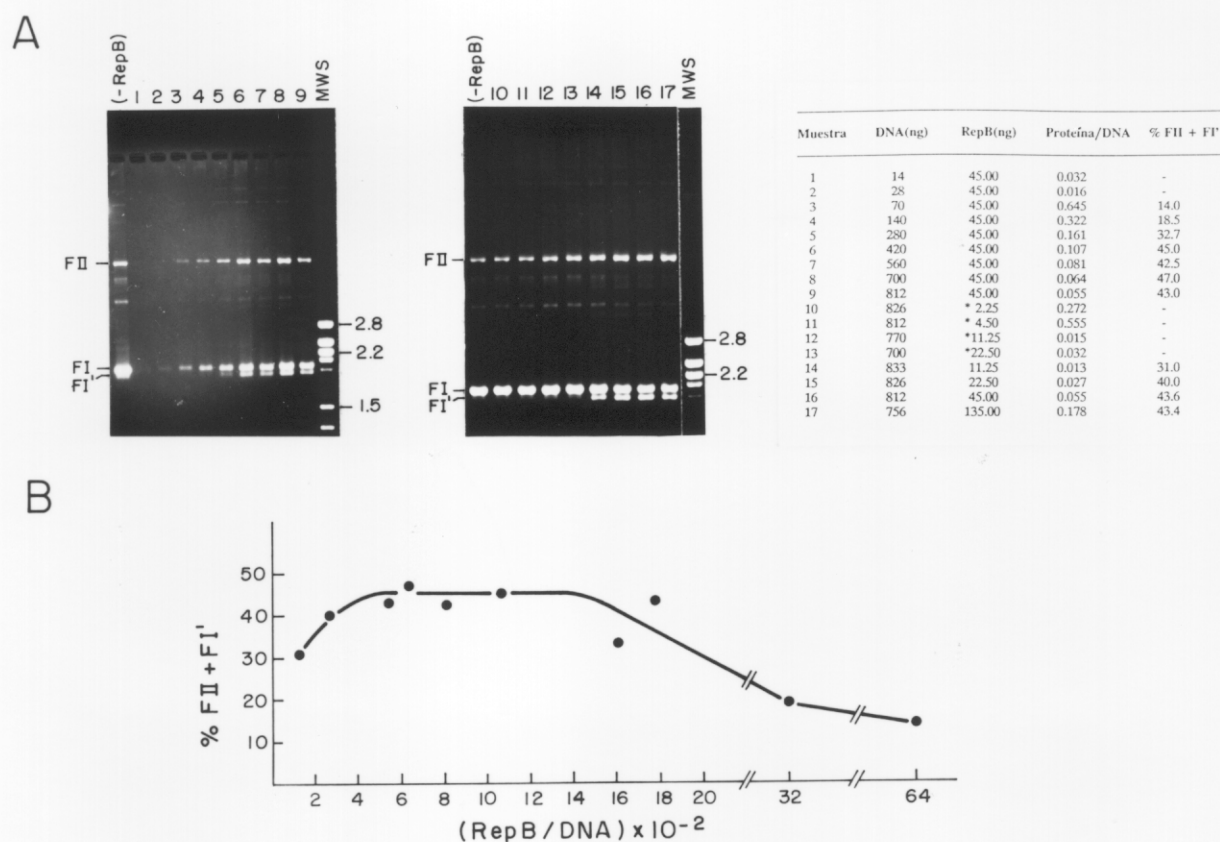 A
(-RepB) 1 2 3 4 5 6 7 8 9 MWS
FII
FI
FI'
2.8
2.2
1.5
(-RepB) 10 11 12 13 14 15 16 17 MWS
FII
FI
FI'
2.8
2.2
Muestra DNA(ng) RepB(ng) Proteína/DNA % FII + FI'
1 14 45.00 0.032 -
2 28 45.00 0.016 -
3 70 45.00 0.645 14.0
4 140 45.00 0.322 18.5
5 280 45.00 0.161 32.7
6 420 45.00 0.107 45.0
7 560 45.00 0.081 42.5
8 700 45.00 0.064 47.0
9 812 45.00 0.055 43.0
10 826 * 2.25 0.272 -
11 812 * 4.50 0.555 -
12 770 *11.25 0.015 -
13 700 *22.50 0.032 -
14 833 11.25 0.013 31.0
15 826 22.50 0.027 40.0
16 812 45.00 0.055 43.6
17 756 135.00 0.178 43.4
B
% FII + FI'
50
40
30
20
10
2 4 6 8 10 12 14 16 18 20 32 64
(RepB/DNA) x 10-2